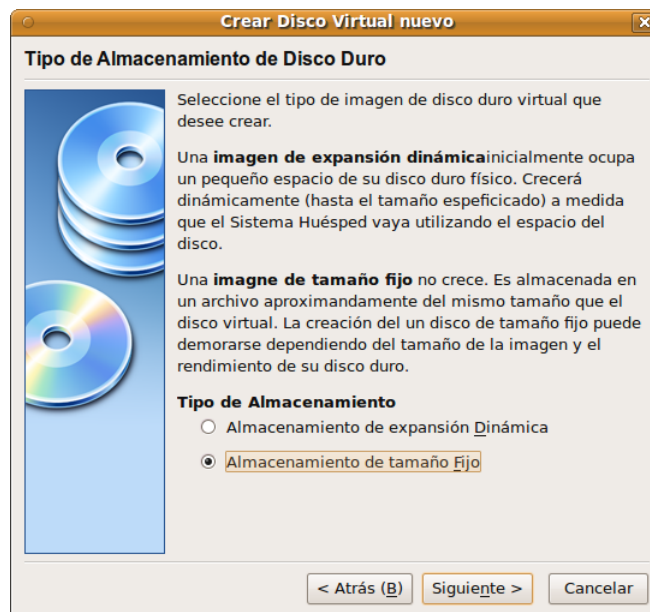 Crear Disco Virtual nuevo
Tipo de Almacenamiento de Disco Duro
Seleccione el tipo de imagen de disco duro virtual que
desee crear.
Una imagen de expansión dinámicainicialmente ocupa
un pequeño espacio de su disco duro físico. Crecerá
dinámicamente (hasta el tamaño espeficicado) a medida
que el Sistema Huésped vaya utilizando el espacio del
disco.
Una imagne de tamaño fijo no crece. Es almacenada en
un archivo aproximandamente del mismo tamaño que el
disco virtual. La creación del un disco de tamaño fijo puede
demorarse dependiendo del tamaño de la imagen y el
rendimiento de su disco duro.
Tipo de Almacenamiento
Almacenamiento de expansión Dinámica
Almacenamiento de tamaño Fijo
< Atrás (B) Siguiente > Cancelar